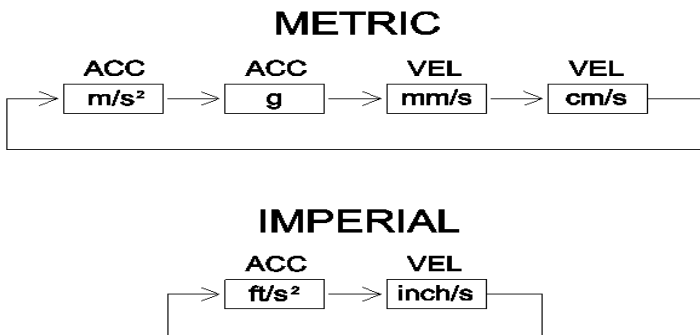 METRIC
ACC ACC VEL VEL
m/s² g mm/s cm/s
IMPERIAL
ACC VEL
ft/s² inch/s